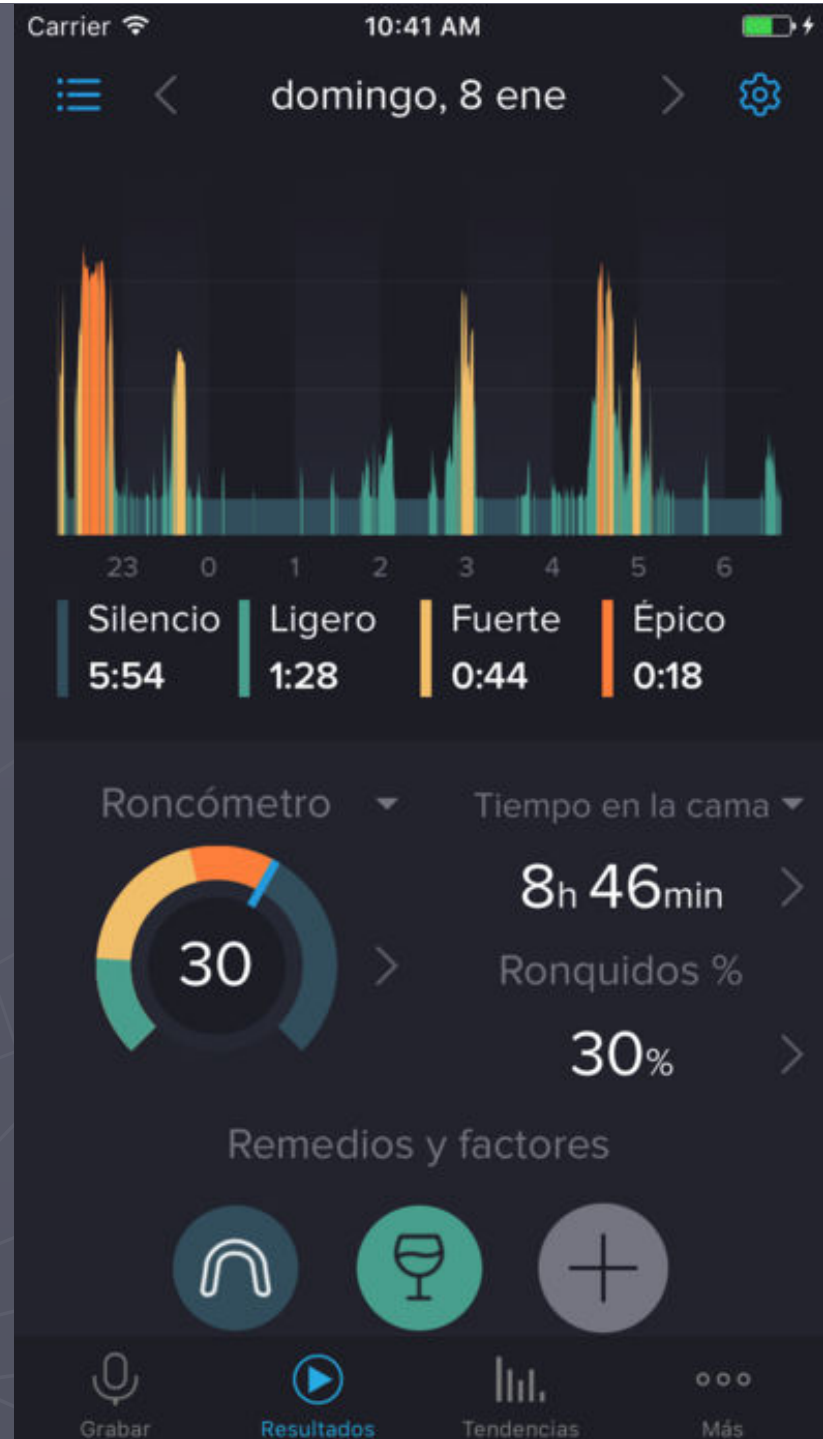 Carrier 10:41 AM
domingo, 8 ene
23 0 1 2 3 4 5 6
Silencio Ligero Fuerte Épico
5:54 1:28 0:44 0:18
Roncómetro Tiempo en la cama
8h 46min
30
Ronquidos %
30%
Remedios y factores
Grabar Resultados Tendencias Más